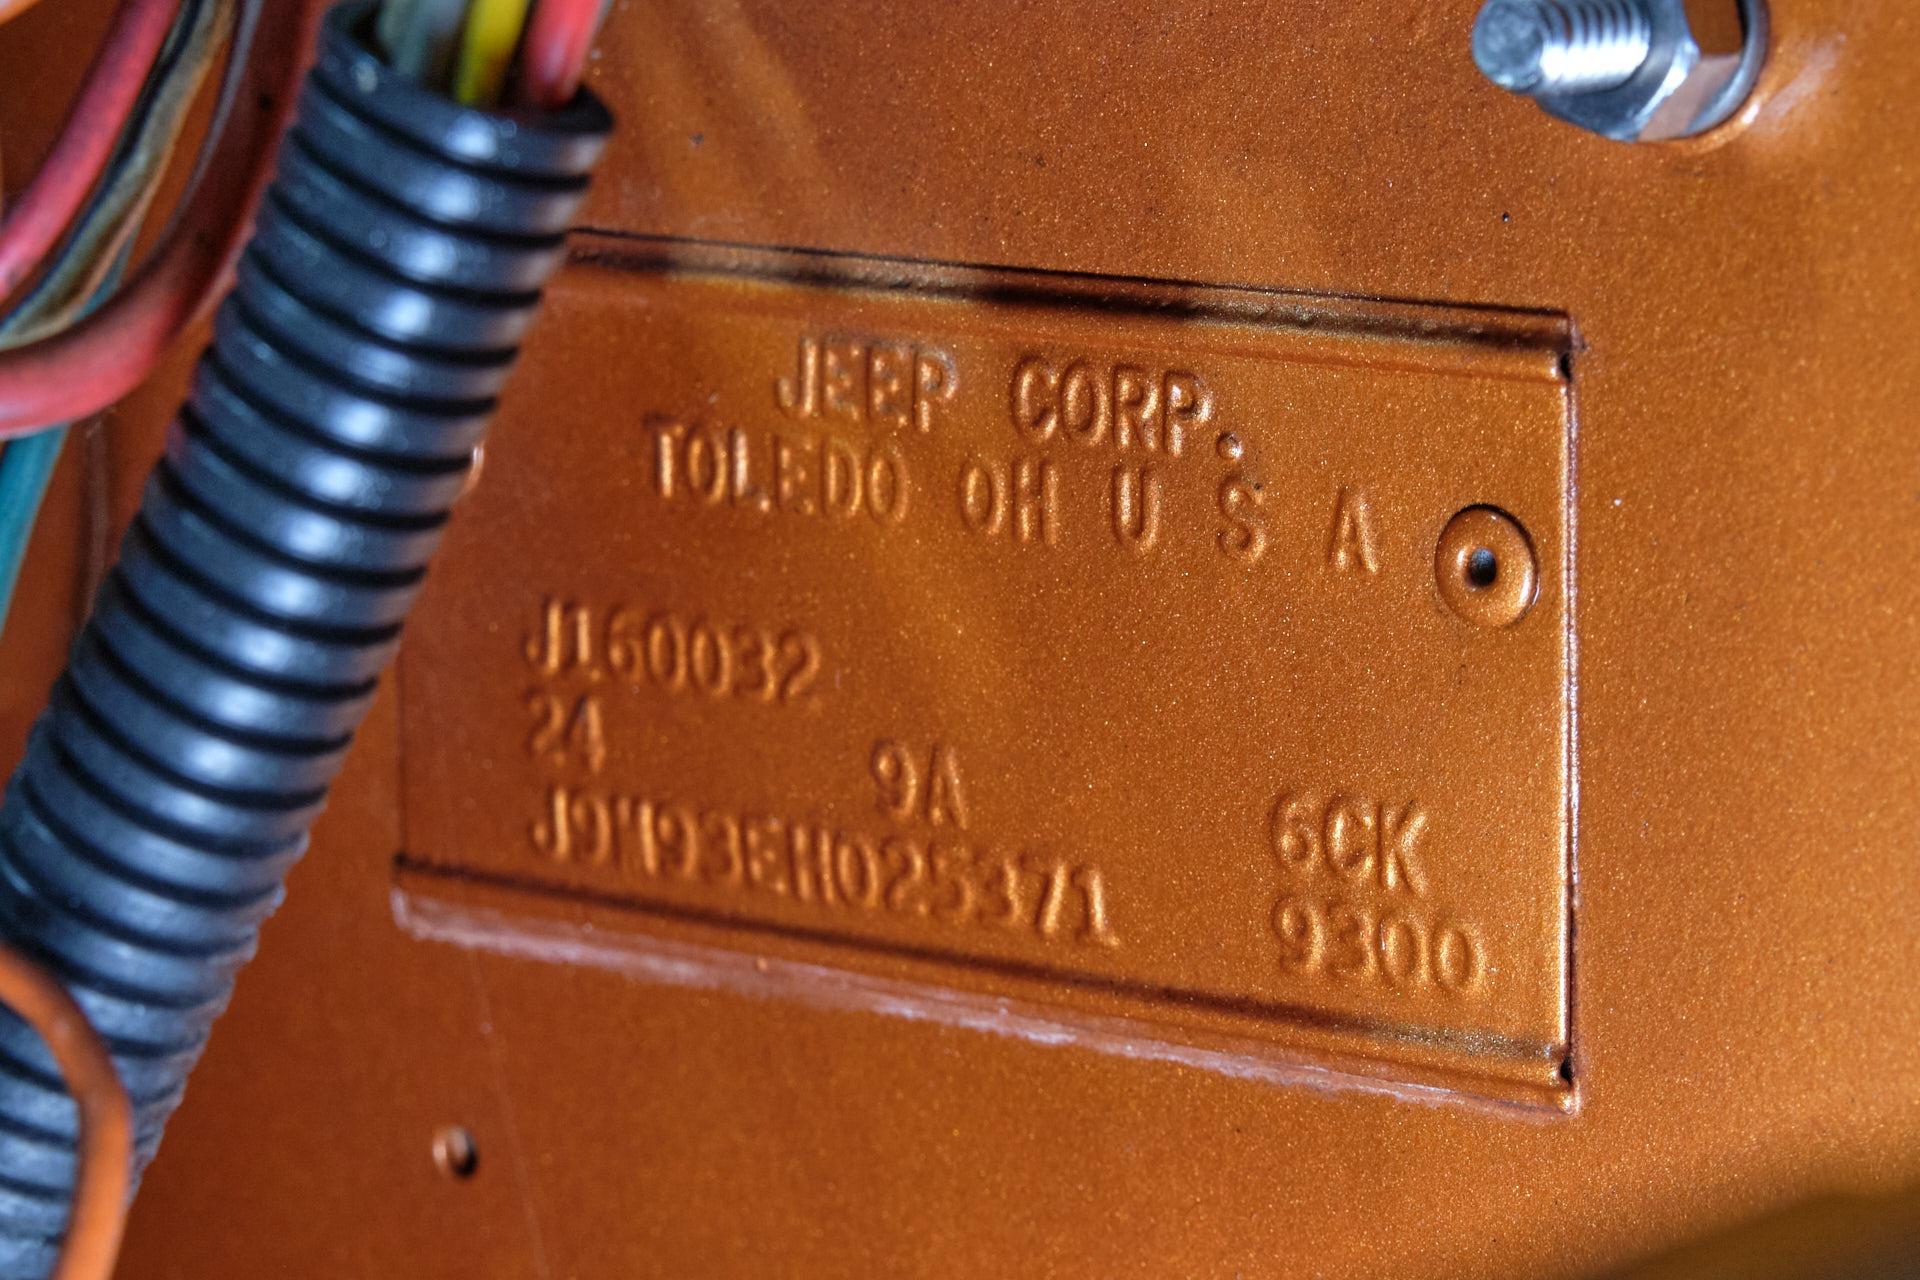 JEEP CORP.
TOLEDO OH U S A
J160032
24 9A 6CK
J9M93EH025371 9300